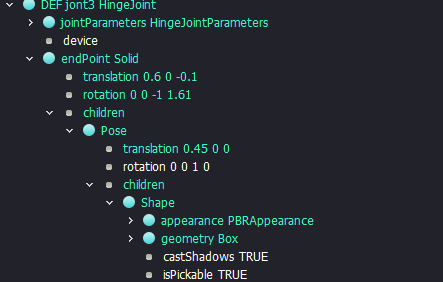 DEF jont3 HingeJoint
jointParameters HingeJointParameters
device
endPoint Solid
translation 0.6 0 -0.1
rotation 0 0 -1 1.61
children
Pose
translation 0.45 0 0
rotation 0 0 1 0
children
Shape
appearance PBRAppearance
geometry Box
castShadows TRUE
isPickable TRUE